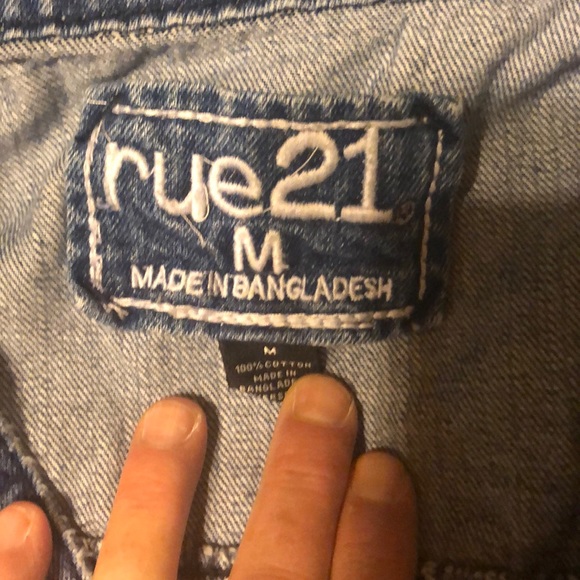 rue21
M
MADE IN BANGLADESH
M
100% COTTON
MADE IN